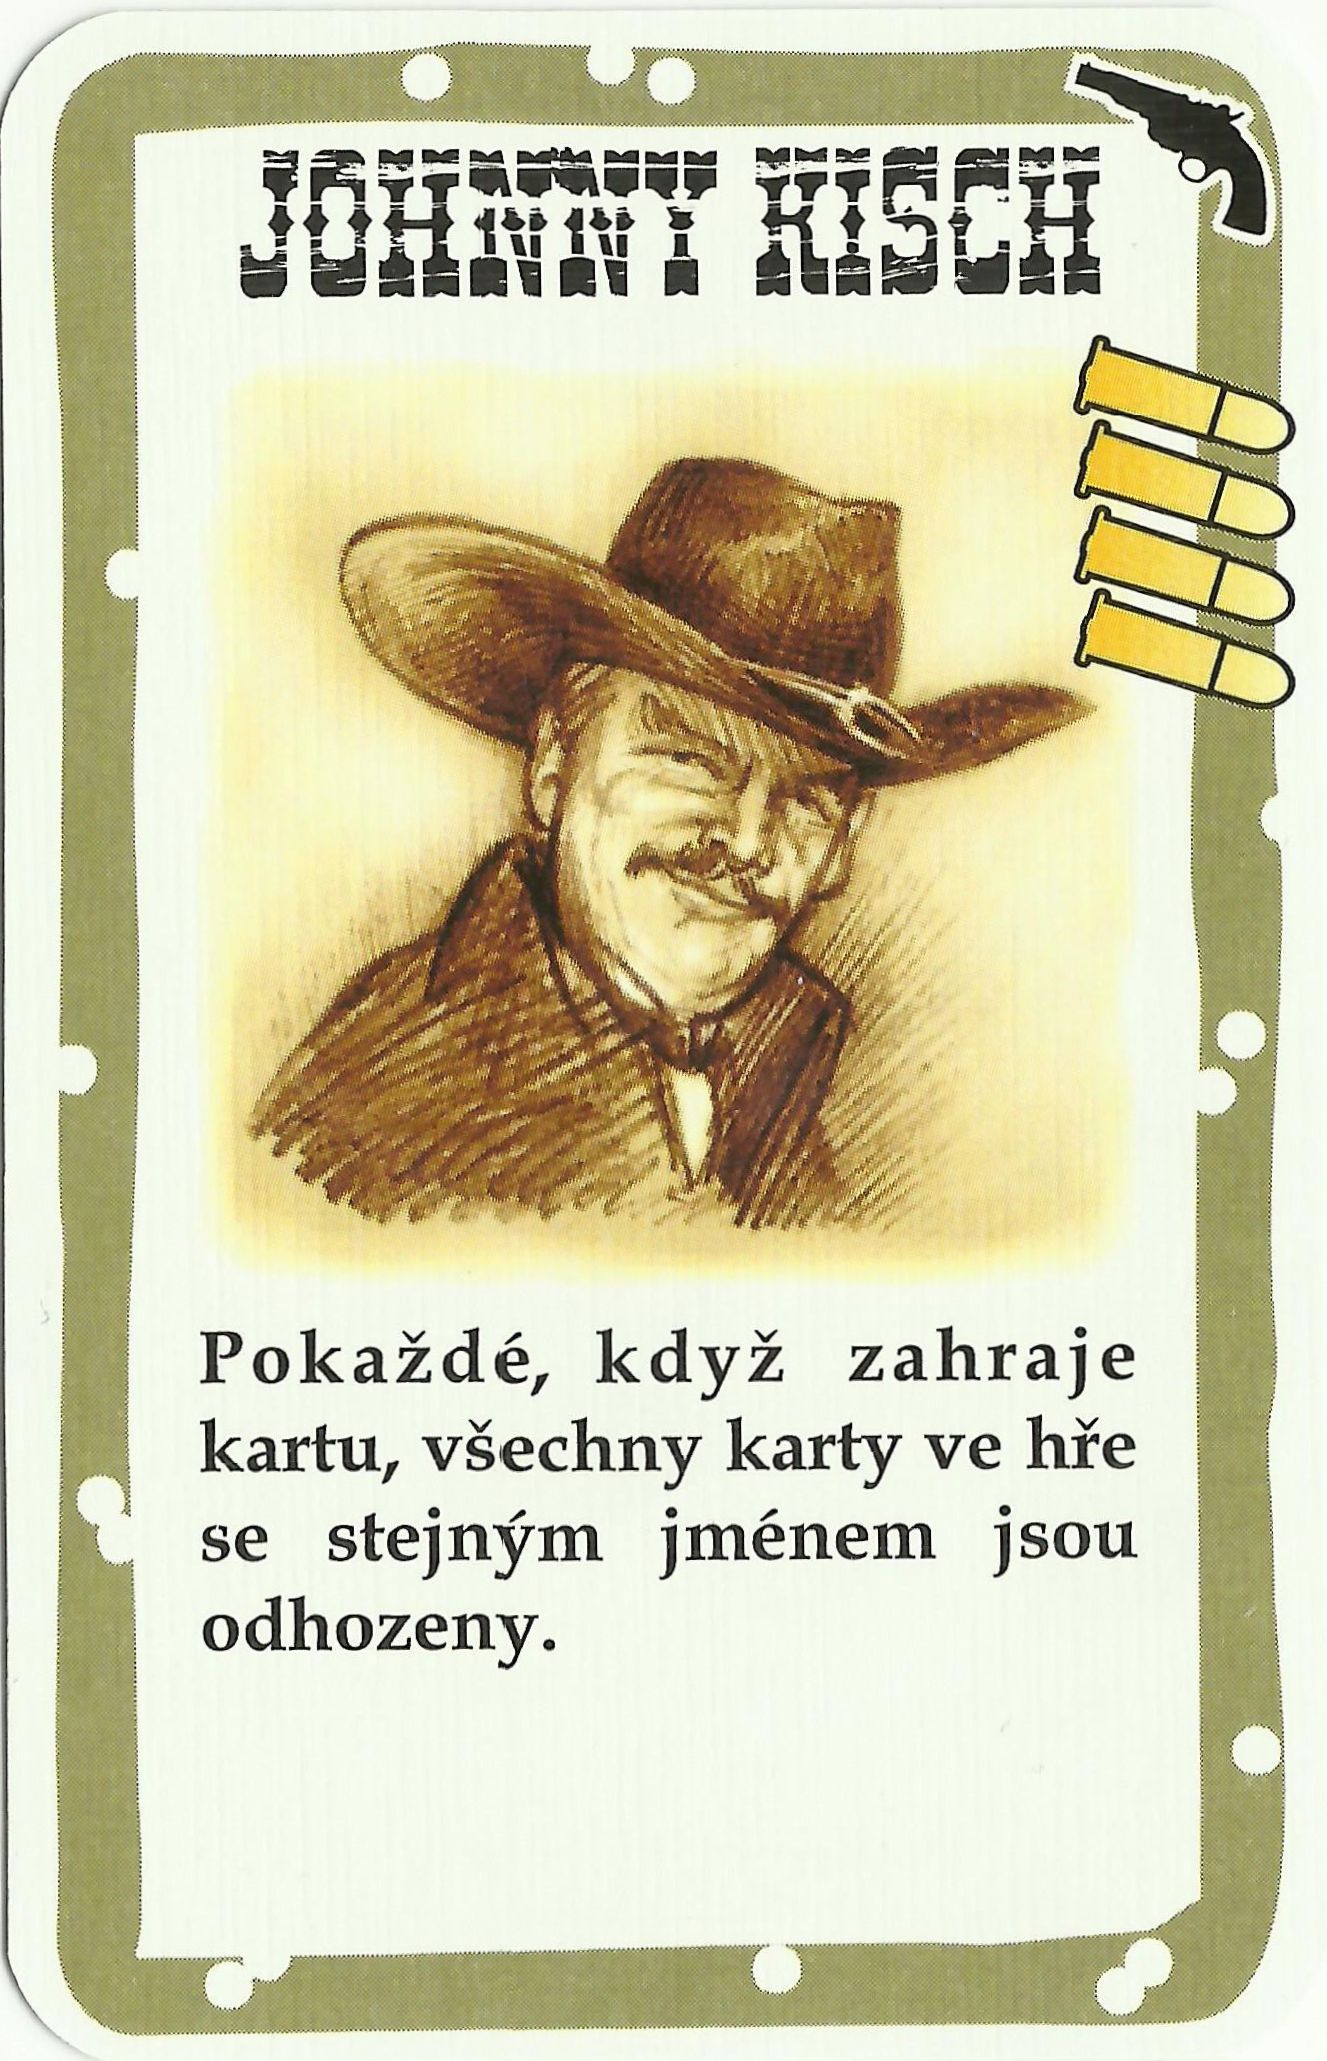 JOHNNY KISCH
Pokaždé, když zahraje
kartu, všechny karty ve hře
se stejným jménem jsou
odhozeny.